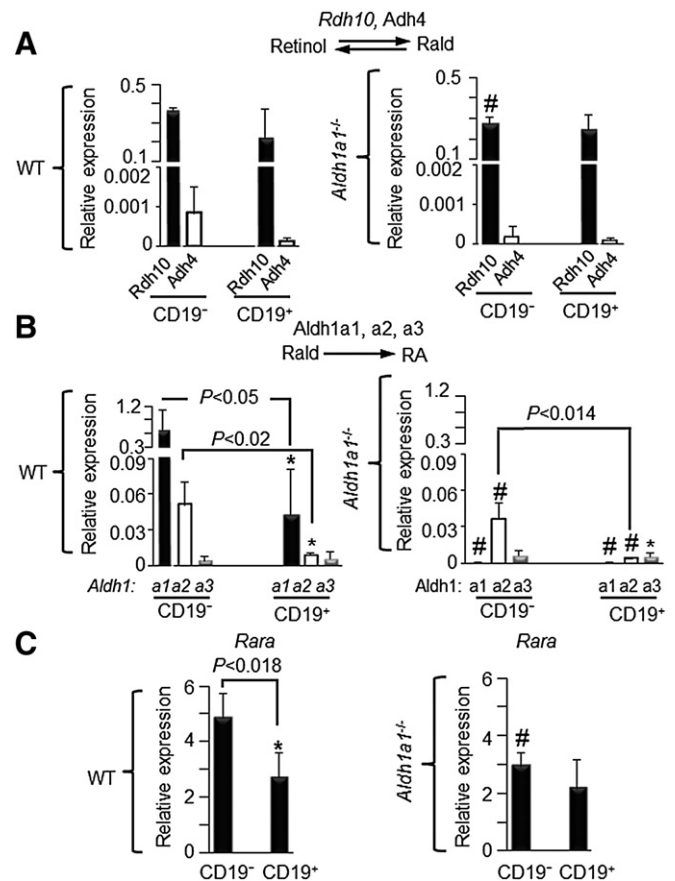 A
Rdh10, Adh4
Retinol Rald
WT
Relative expression
0.5
0.1
0.002
0.001
0
Rdh10 Adh4 Rdh10 Adh4
CD19- CD19+
Aldh1a1-/-
Relative expression
0.5
#
0.1
0.002
0.001
0
Rdh10 Adh4 Rdh10 Adh4
CD19- CD19+
B
Aldh1a1, a2, a3
Rald RA
WT
Relative expression
1.2
0.3
0.09
0.06
0.03
0
P<0.05
P<0.02
*
*
Aldh1: a1 a2 a3 a1 a2 a3
CD19- CD19+
Aldh1a1-/-
Relative expression
1.2
0.3
0.09
0.06
0.03
0
P<0.014
#
# # # *
Aldh1: a1 a2 a3 a1 a2 a3
CD19- CD19+
C
Rara
P<0.018
WT
Relative expression
6
4
2
0
*
CD19- CD19+
Rara
Aldh1a1-/-
Relative expression
6
4
2
0
#
CD19- CD19+